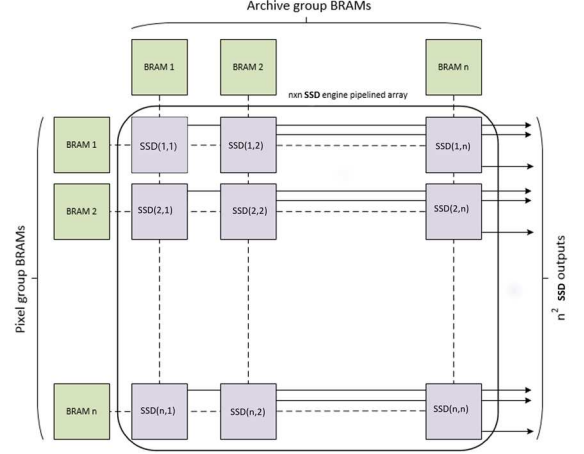 Archive group BRAMs
BRAM 1 BRAM 2 BRAM n
nxn SSD engine pipelined array
BRAM 1 SSD(1,1) SSD(1,2) SSD(1,n)
BRAM 2 SSD(2,1) SSD(2,2) SSD(2,n)
BRAM n SSD(n,1) SSD(n,2) SSD(n,n)
Pixel group BRAMs
n² SSD outputs